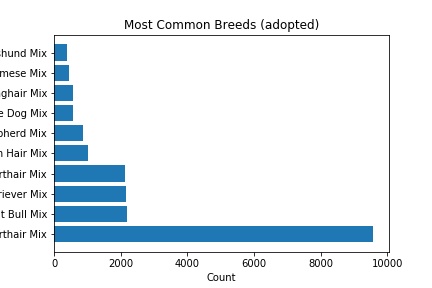 Most Common Breeds (adopted)
shund Mix
mese Mix
ghair Mix
e Dog Mix
pherd Mix
Hair Mix
rthair Mix
riever Mix
t Bull Mix
rthair Mix
0 2000 4000 6000 8000 10000
Count